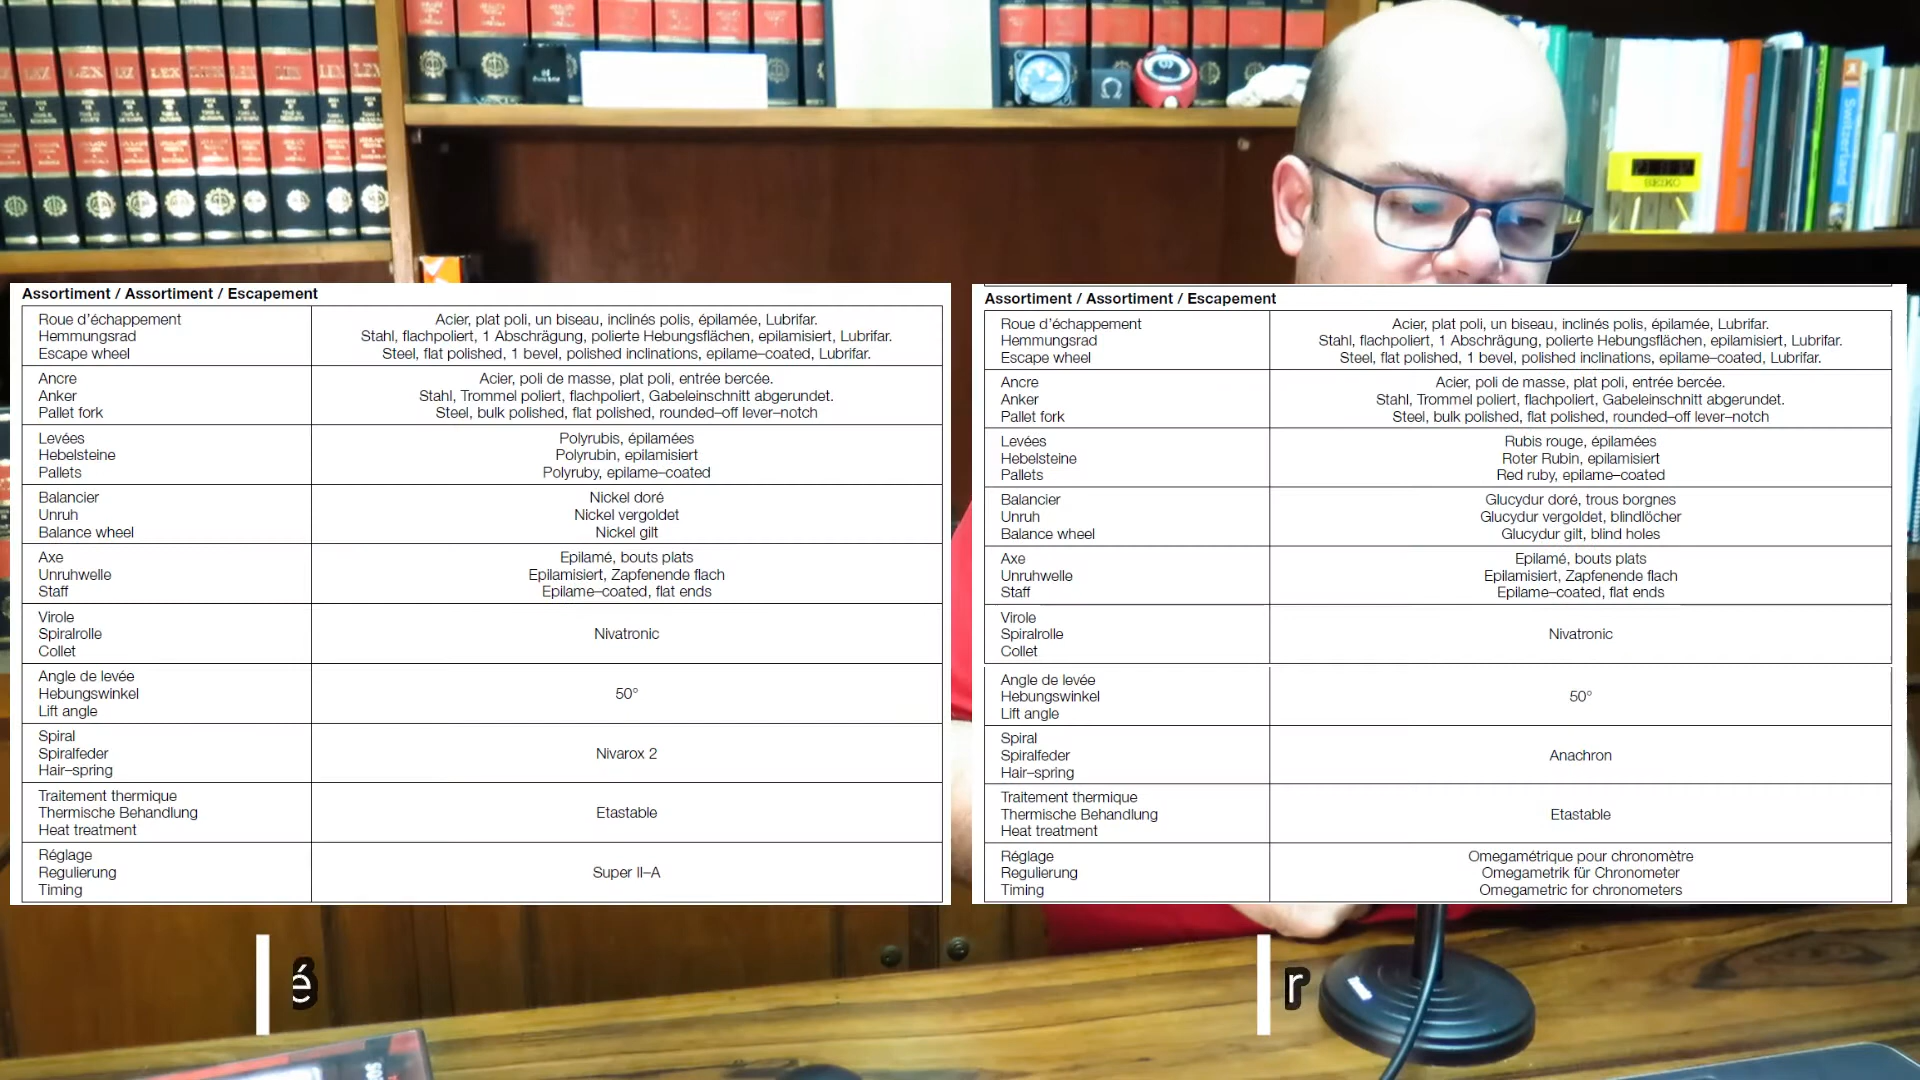 LEX LEX LEX LEX LEX LEX LEX LEX LEX
Switzerland
SEIKO
Assortiment / Assortiment / Escapement
Roue d'échappement
Hemmungsrad
Escape wheel
Acier, plat poli, un biseau, inclinés polis, épilamée, Lubrifar.
Stahl, flachpoliert, 1 Abschrägung, polierte Hebungsflächen, epilamisiert, Lubrifar.
Steel, flat polished, 1 bevel, polished inclinations, epilame–coated, Lubrifar.
Ancre
Anker
Pallet fork
Acier, poli de masse, plat poli, entrée bercée.
Stahl, Trommel poliert, flachpoliert, Gabeleinschnitt abgerundet.
Steel, bulk polished, flat polished, rounded–off lever–notch
Levées
Hebelsteine
Pallets
Polyrubis, épilamées
Polyrubin, epilamisiert
Polyruby, epilame–coated
Balancier
Unruh
Balance wheel
Nickel doré
Nickel vergoldet
Nickel gilt
Axe
Unruhwelle
Staff
Epilamé, bouts plats
Epilamisiert, Zapfenende flach
Epilame–coated, flat ends
Virole
Spiralrolle
Collet
Nivatronic
Angle de levée
Hebungswinkel
Lift angle
50°
Spiral
Spiralfeder
Hair–spring
Nivarox 2
Traitement thermique
Thermische Behandlung
Heat treatment
Etastable
Réglage
Regulierung
Timing
Super II–A
Assortiment / Assortiment / Escapement
Roue d'échappement
Hemmungsrad
Escape wheel
Acier, plat poli, un biseau, inclinés polis, épilamée, Lubrifar.
Stahl, flachpoliert, 1 Abschrägung, polierte Hebungsflächen, epilamisiert, Lubrifar.
Steel, flat polished, 1 bevel, polished inclinations, epilame–coated, Lubrifar.
Ancre
Anker
Pallet fork
Acier, poli de masse, plat poli, entrée bercée.
Stahl, Trommel poliert, flachpoliert, Gabeleinschnitt abgerundet.
Steel, bulk polished, flat polished, rounded–off lever–notch
Levées
Hebelsteine
Pallets
Rubis rouge, épilamées
Roter Rubin, epilamisiert
Red ruby, epilame–coated
Balancier
Unruh
Balance wheel
Glucydur doré, trous borgnes
Glucydur vergoldet, blindlöcher
Glucydur gilt, blind holes
Axe
Unruhwelle
Staff
Epilamé, bouts plats
Epilamisiert, Zapfenende flach
Epilame–coated, flat ends
Virole
Spiralrolle
Collet
Nivatronic
Angle de levée
Hebungswinkel
Lift angle
50°
Spiral
Spiralfeder
Hair–spring
Anachron
Traitement thermique
Thermische Behandlung
Heat treatment
Etastable
Réglage
Regulierung
Timing
Omegamétrique pour chronomètre
Omegametrik für Chronometer
Omegametric for chronometers
é
r